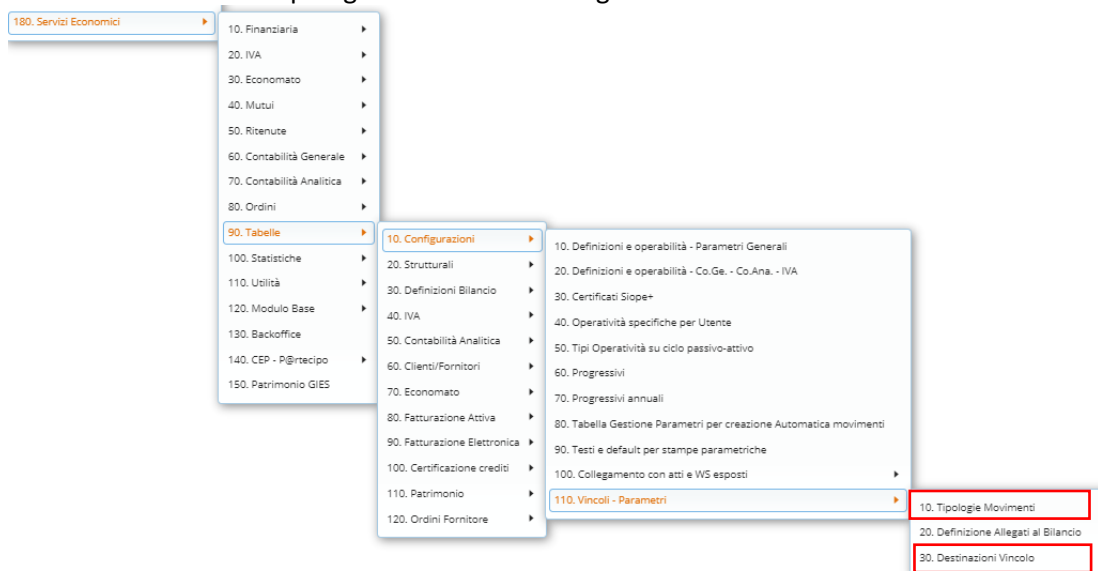 180. Servizi Economici
10. Finanziaria
20. IVA
30. Economato
40. Mutui
50. Ritenute
60. Contabilità Generale
70. Contabilità Analitica
80. Ordini
90. Tabelle
100. Statistiche
110. Utilità
120. Modulo Base
130. Backoffice
140. CEP - P@rtecipo
150. Patrimonio GIES
10. Configurazioni
20. Strutturali
30. Definizioni Bilancio
40. IVA
50. Contabilità Analitica
60. Clienti/Fornitori
70. Economato
80. Fatturazione Attiva
90. Fatturazione Elettronica
100. Certificazione crediti
110. Patrimonio
120. Ordini Fornitore
10. Definizioni e operabilità - Parametri Generali
20. Definizioni e operabilità - Co.Ge. - Co.Ana. - IVA
30. Certificati Siope+
40. Operatività specifiche per Utente
50. Tipi Operatività su ciclo passivo-attivo
60. Progressivi
70. Progressivi annuali
80. Tabella Gestione Parametri per creazione Automatica movimenti
90. Testi e default per stampe parametriche
100. Collegamento con atti e WS esposti
110. Vincoli - Parametri
10. Tipologie Movimenti
20. Definizione Allegati al Bilancio
30. Destinazioni Vincolo